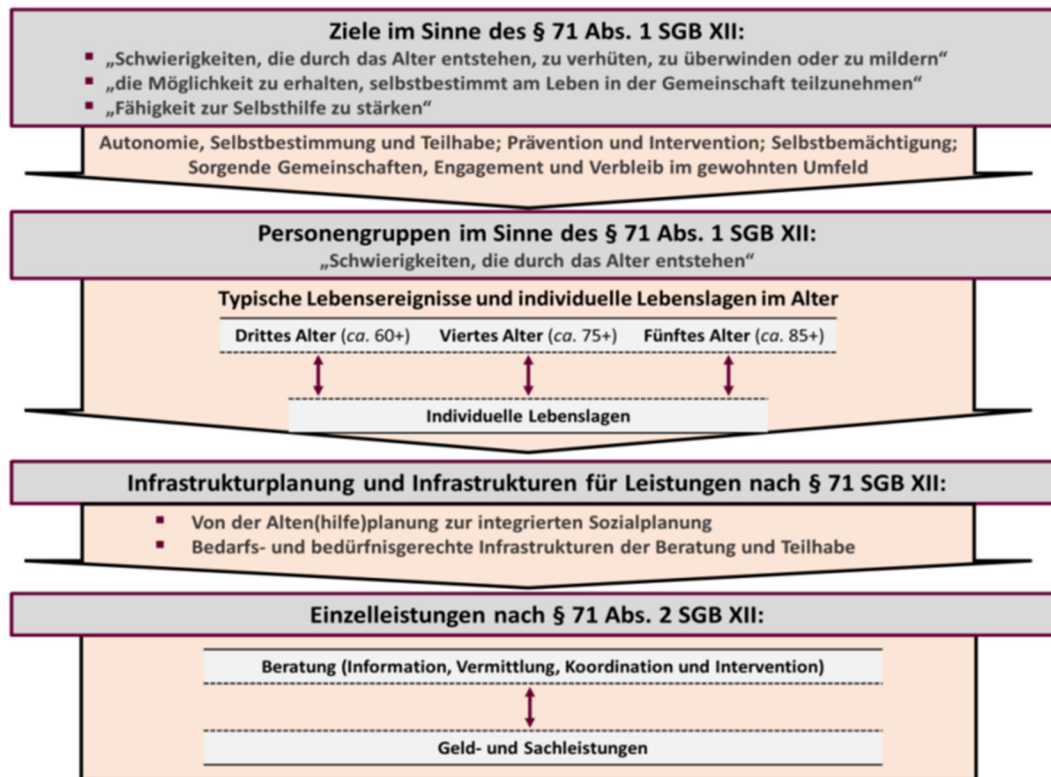 Ziele im Sinne des § 71 Abs. 1 SGB XII:
▪ „Schwierigkeiten, die durch das Alter entstehen, zu verhüten, zu überwinden oder zu mildern“
▪ „die Möglichkeit zu erhalten, selbstbestimmt am Leben in der Gemeinschaft teilzunehmen“
▪ „Fähigkeit zur Selbsthilfe zu stärken“
Autonomie, Selbstbestimmung und Teilhabe; Prävention und Intervention; Selbstbemächtigung;
Sorgende Gemeinschaften, Engagement und Verbleib im gewohnten Umfeld
Personengruppen im Sinne des § 71 Abs. 1 SGB XII:
„Schwierigkeiten, die durch das Alter entstehen“
Typische Lebensereignisse und individuelle Lebenslagen im Alter
Drittes Alter (ca. 60+) Viertes Alter (ca. 75+) Fünftes Alter (ca. 85+)
Individuelle Lebenslagen
Infrastrukturplanung und Infrastrukturen für Leistungen nach § 71 SGB XII:
▪ Von der Alten(hilfe)planung zur integrierten Sozialplanung
▪ Bedarfs- und bedürfnisgerechte Infrastrukturen der Beratung und Teilhabe
Einzelleistungen nach § 71 Abs. 2 SGB XII:
Beratung (Information, Vermittlung, Koordination und Intervention)
Geld- und Sachleistungen